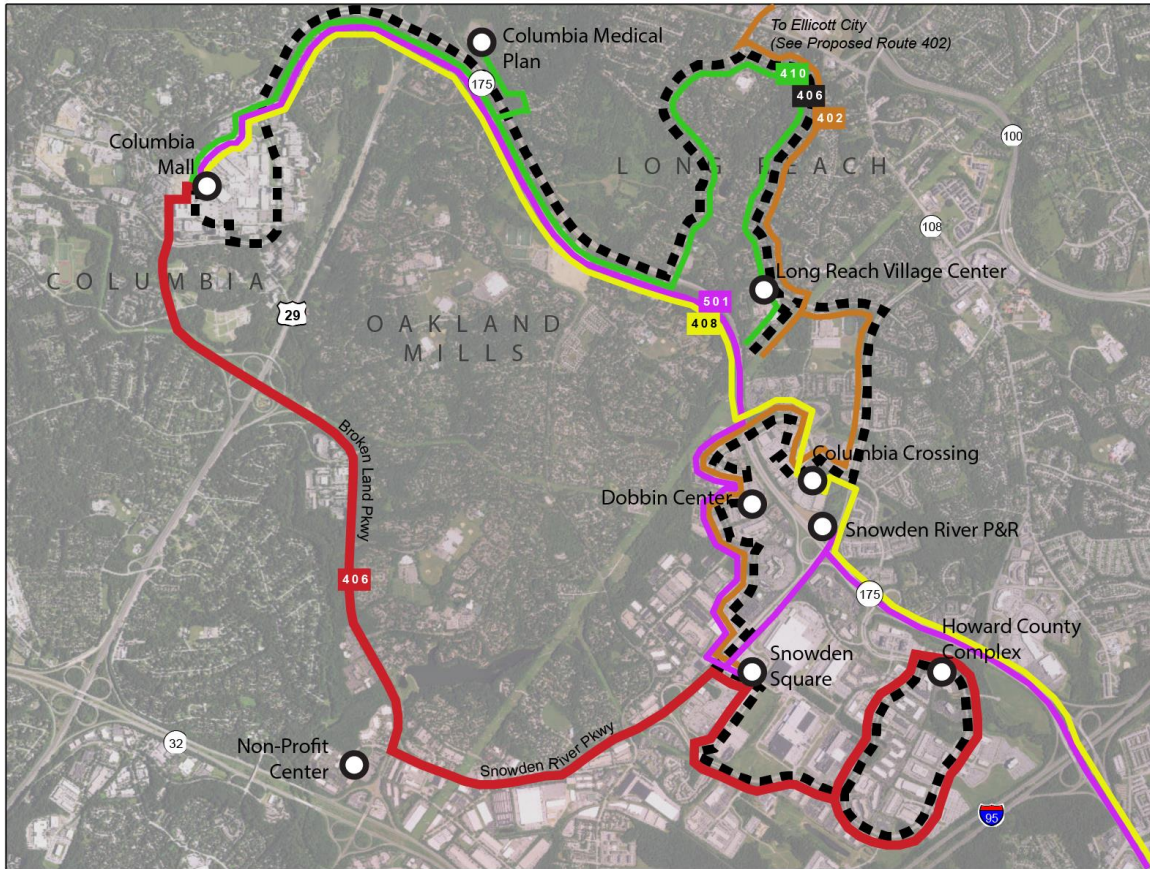 To Ellicott City
(See Proposed Route 402)
Columbia Medical
Plan
175
410
406
402
100
Columbia
Mall
LONG REACH
108
COLUMBIA
Long Reach Village Center
29
OAKLAND
MILLS
501
408
Broken Land Pkwy
Columbia Crossing
Dobbin Center
Snowden River P&R
406
175
Howard County
Complex
Snowden
Square
Snowden River Pkwy
32
Non-Profit
Center
95